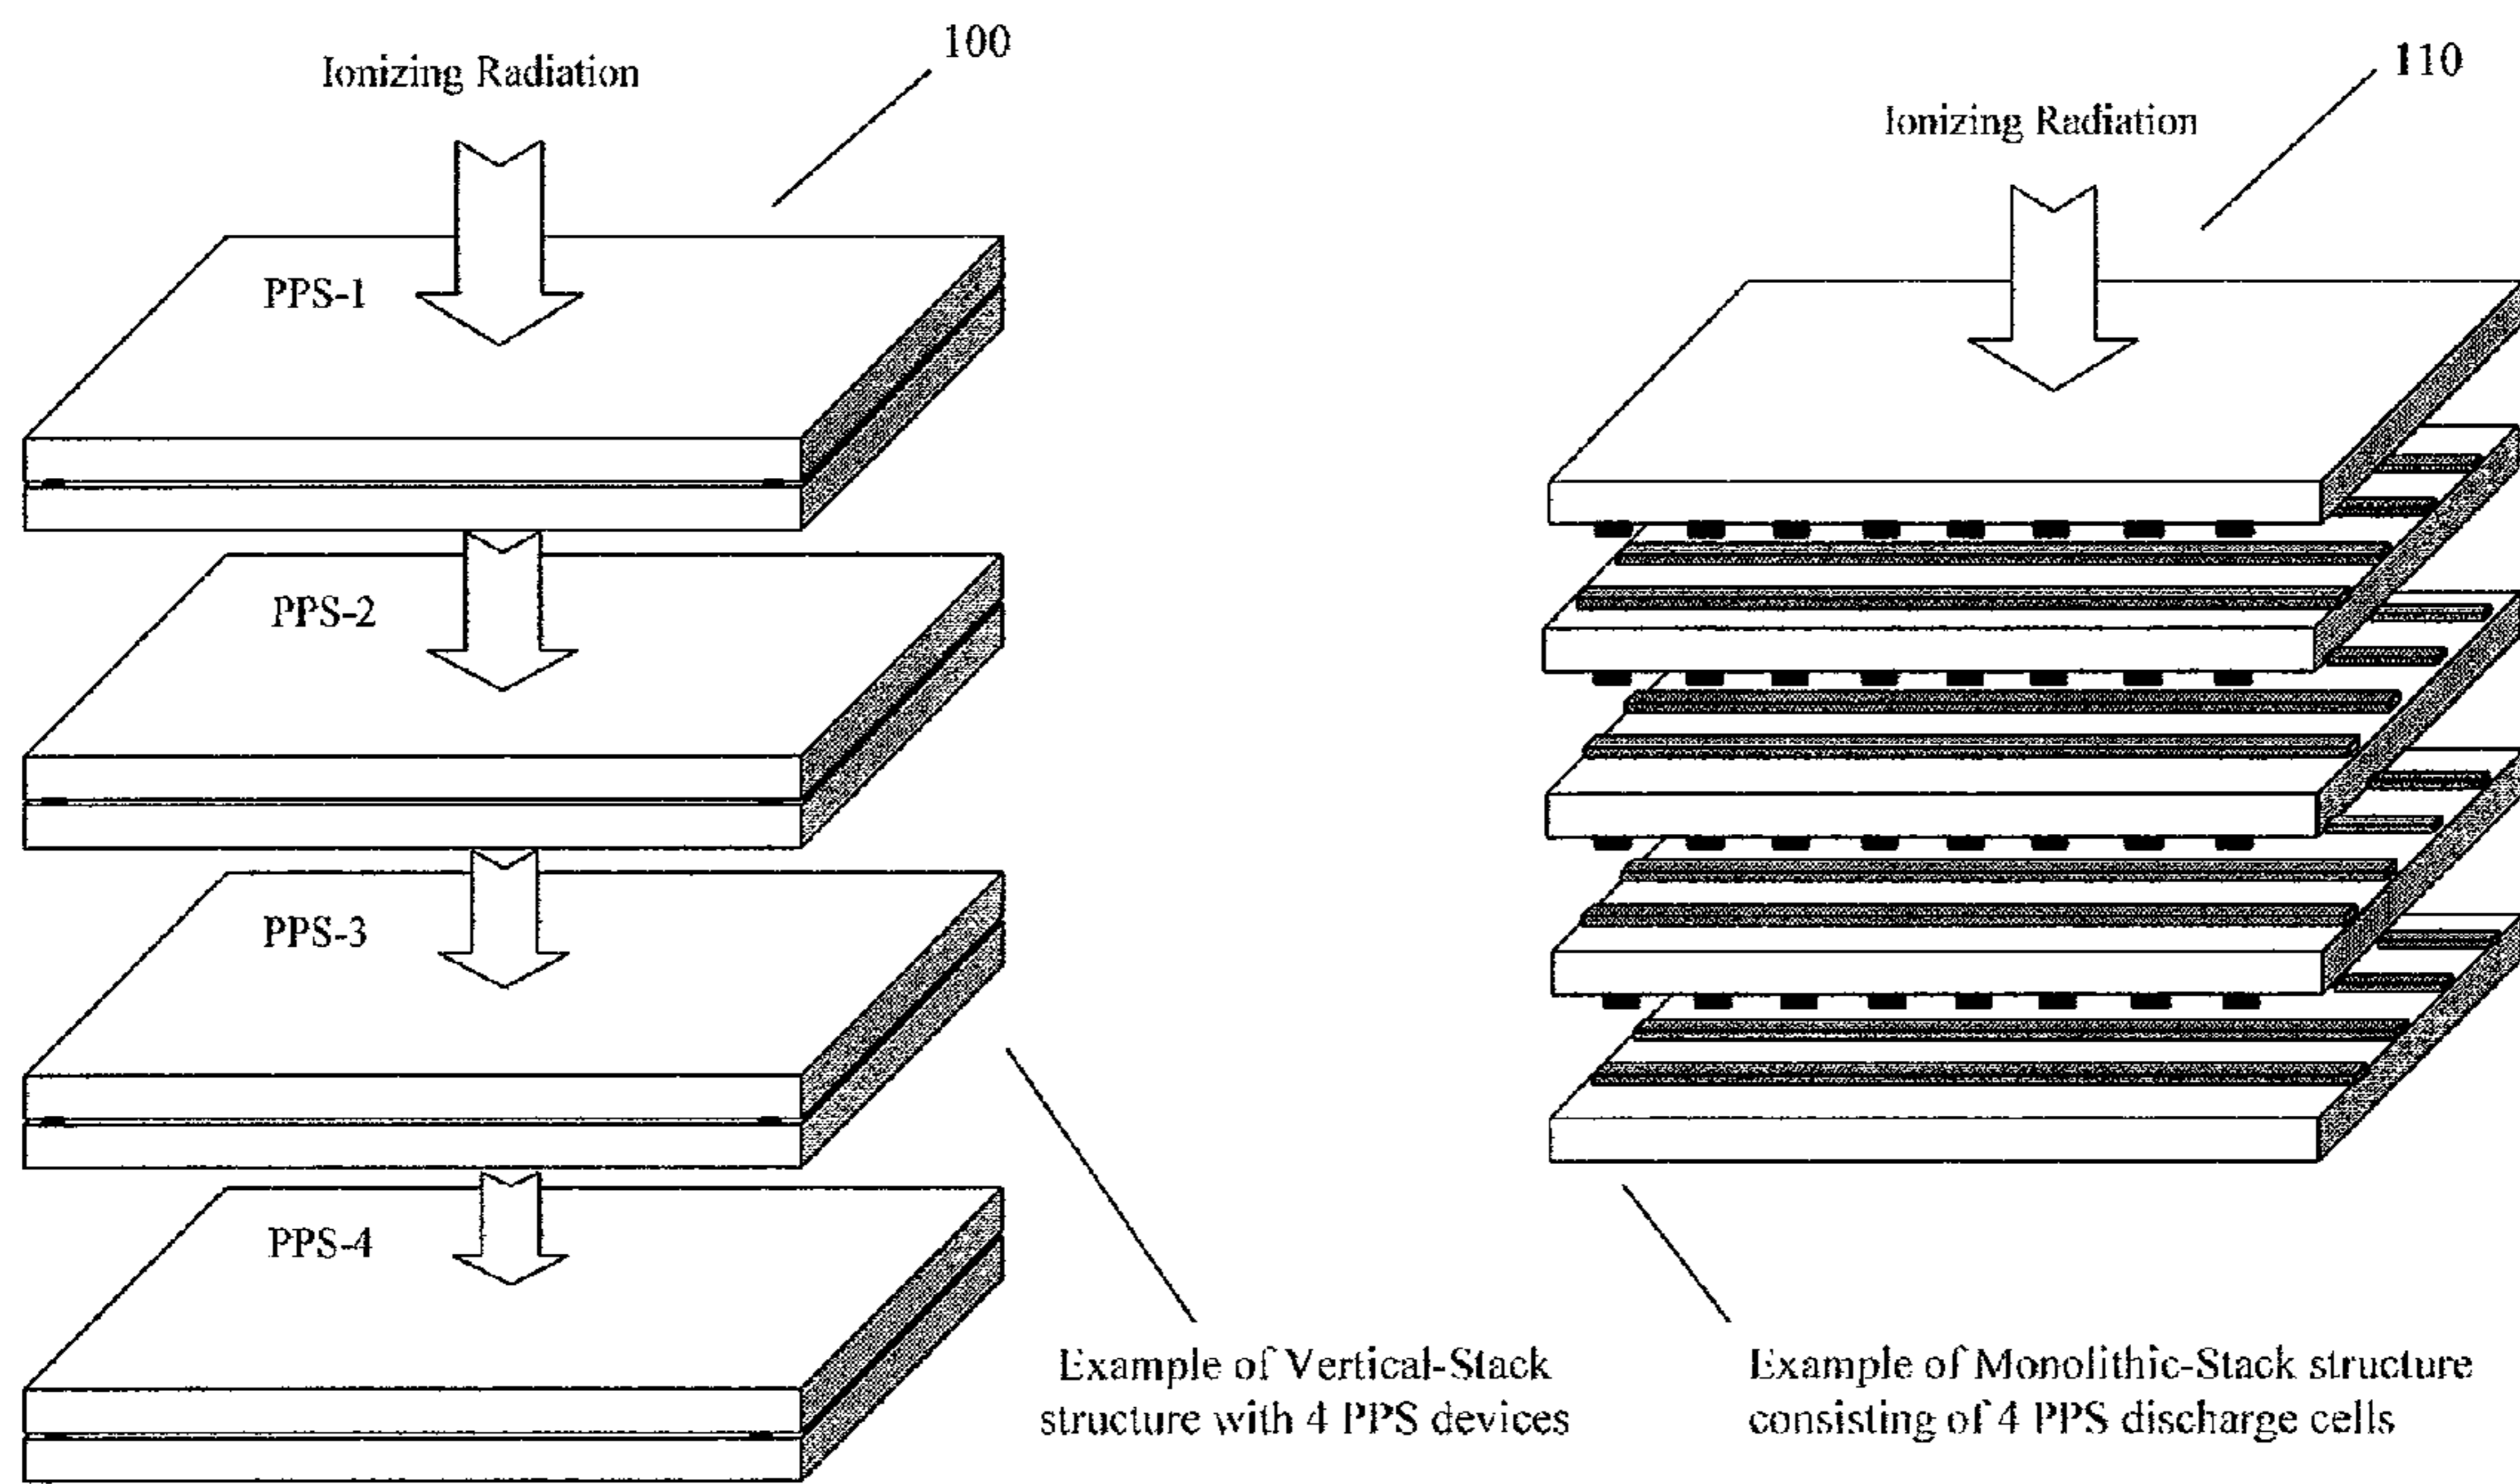 100
Ionizing Radiation
PPS-1
PPS-2
PPS-3
PPS-4
Example of Vertical-Stack
structure with 4 PPS devices
110
Ionizing Radiation
Example of Monolithic-Stack structure
consisting of 4 PPS discharge cells